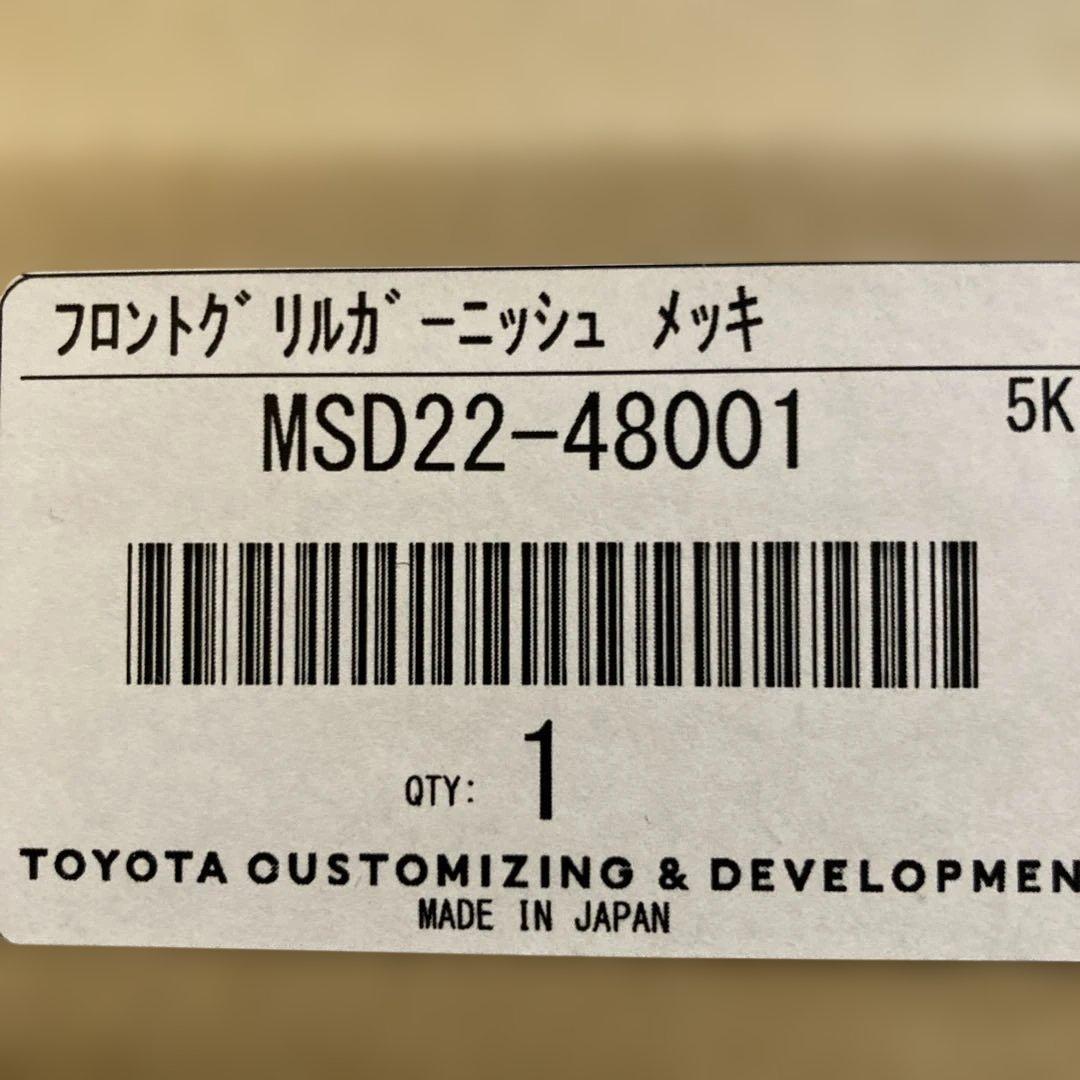 フロントグリルガーニッシュ メッキ
MSD22-48001 5K
QTY: 1
TOYOTA CUSTOMIZING & DEVELOPMEN
MADE IN JAPAN